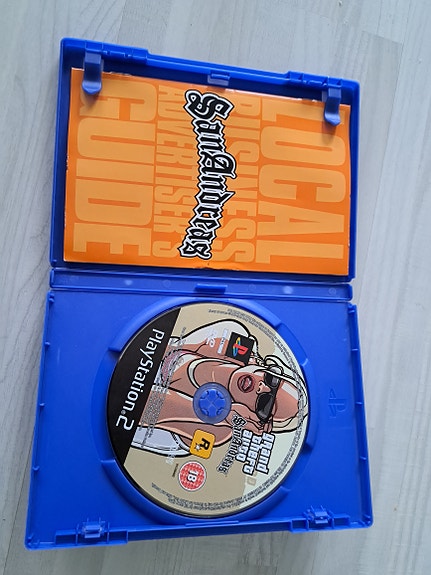 LOCAL
BUSINESS
San Andreas
ADVERTISER'S
GUIDE
PlayStation.2
grand
theft
auto
San Andreas
R
18